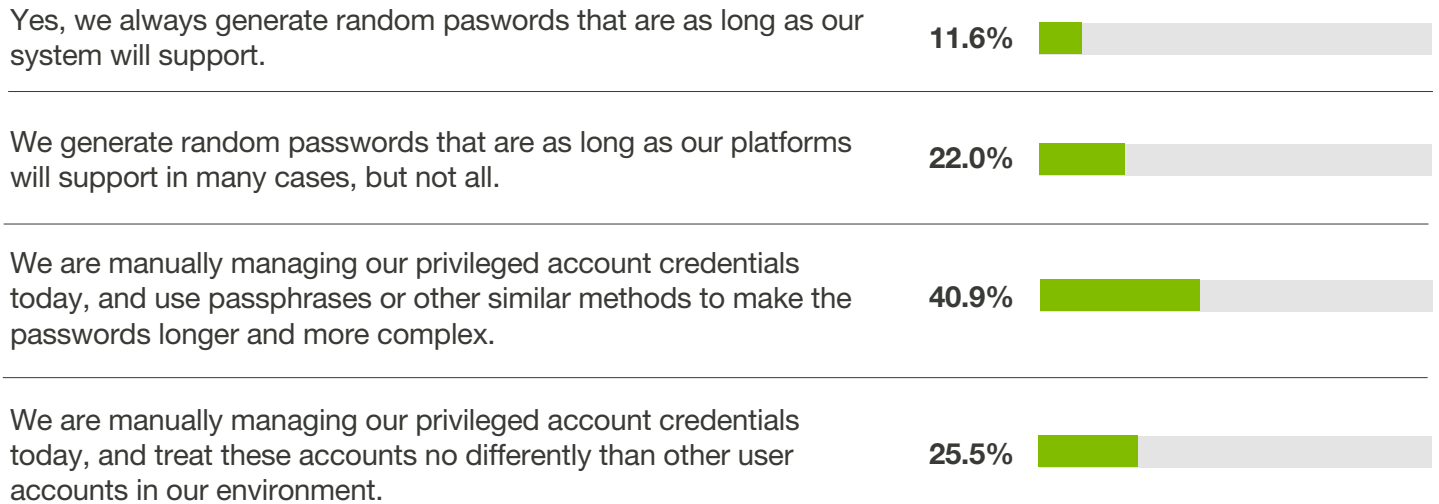 Yes, we always generate random paswords that are as long as our
system will support.
11.6%
We generate random passwords that are as long as our platforms
will support in many cases, but not all.
22.0%
We are manually managing our privileged account credentials
today, and use passphrases or other similar methods to make the
passwords longer and more complex.
40.9%
We are manually managing our privileged account credentials
today, and treat these accounts no differently than other user
accounts in our environment.
25.5%